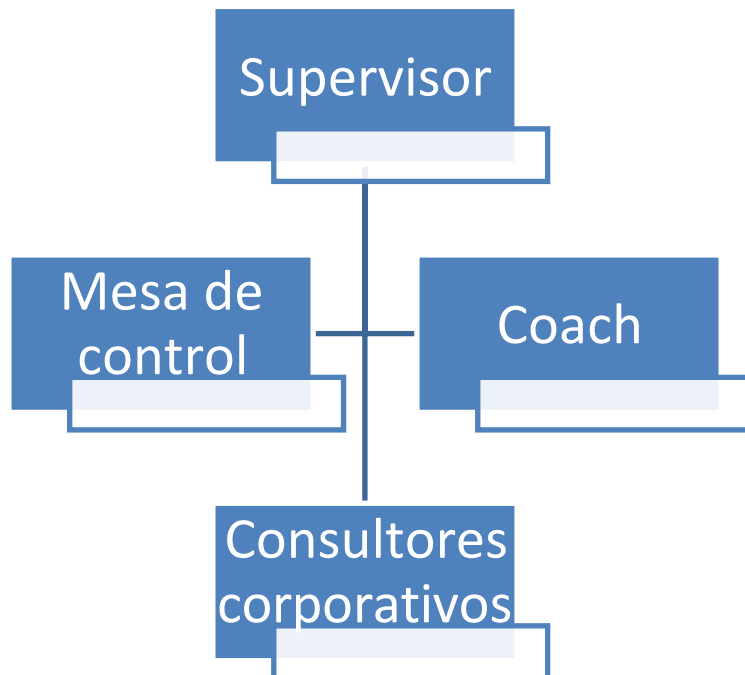 Supervisor
Mesa de
control
Coach
Consultores
corporativos